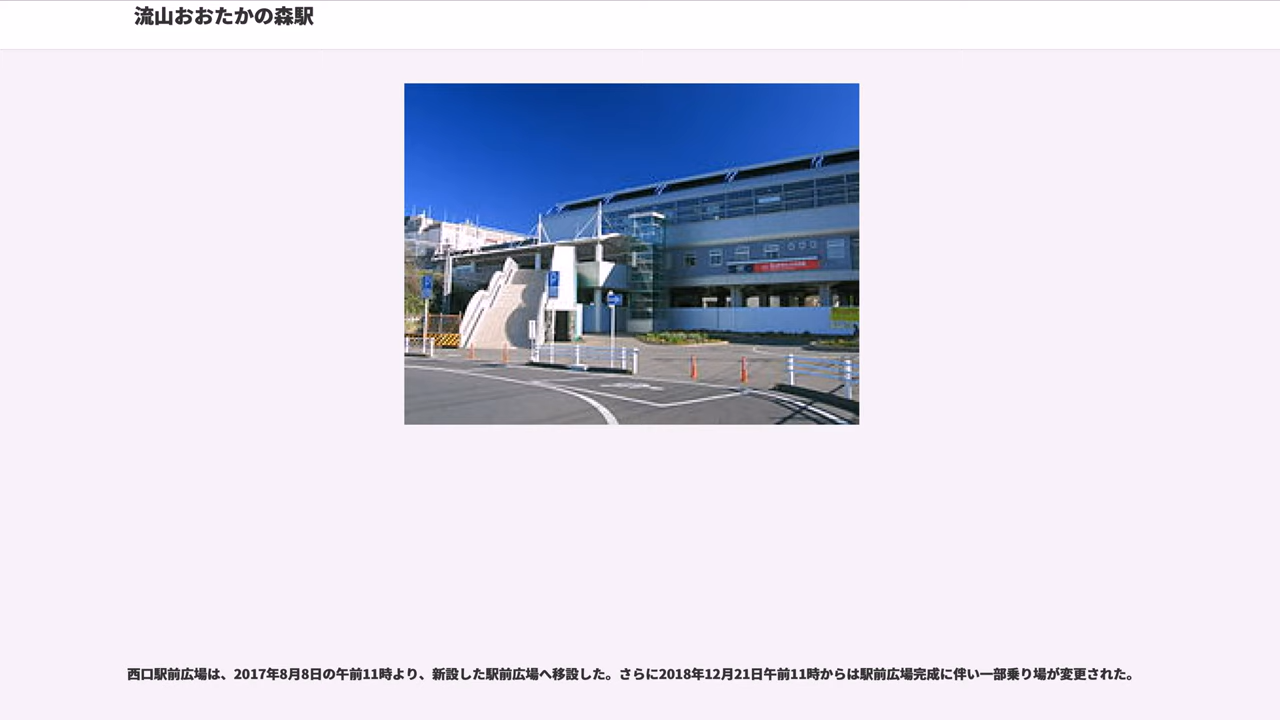 流山おおたかの森駅
西口駅前広場は、2017年8月8日の午前11時より、新設した駅前広場へ移設した。さらに2018年12月21日午前11時からは駅前広場完成に伴い一部乗り場が変更された。